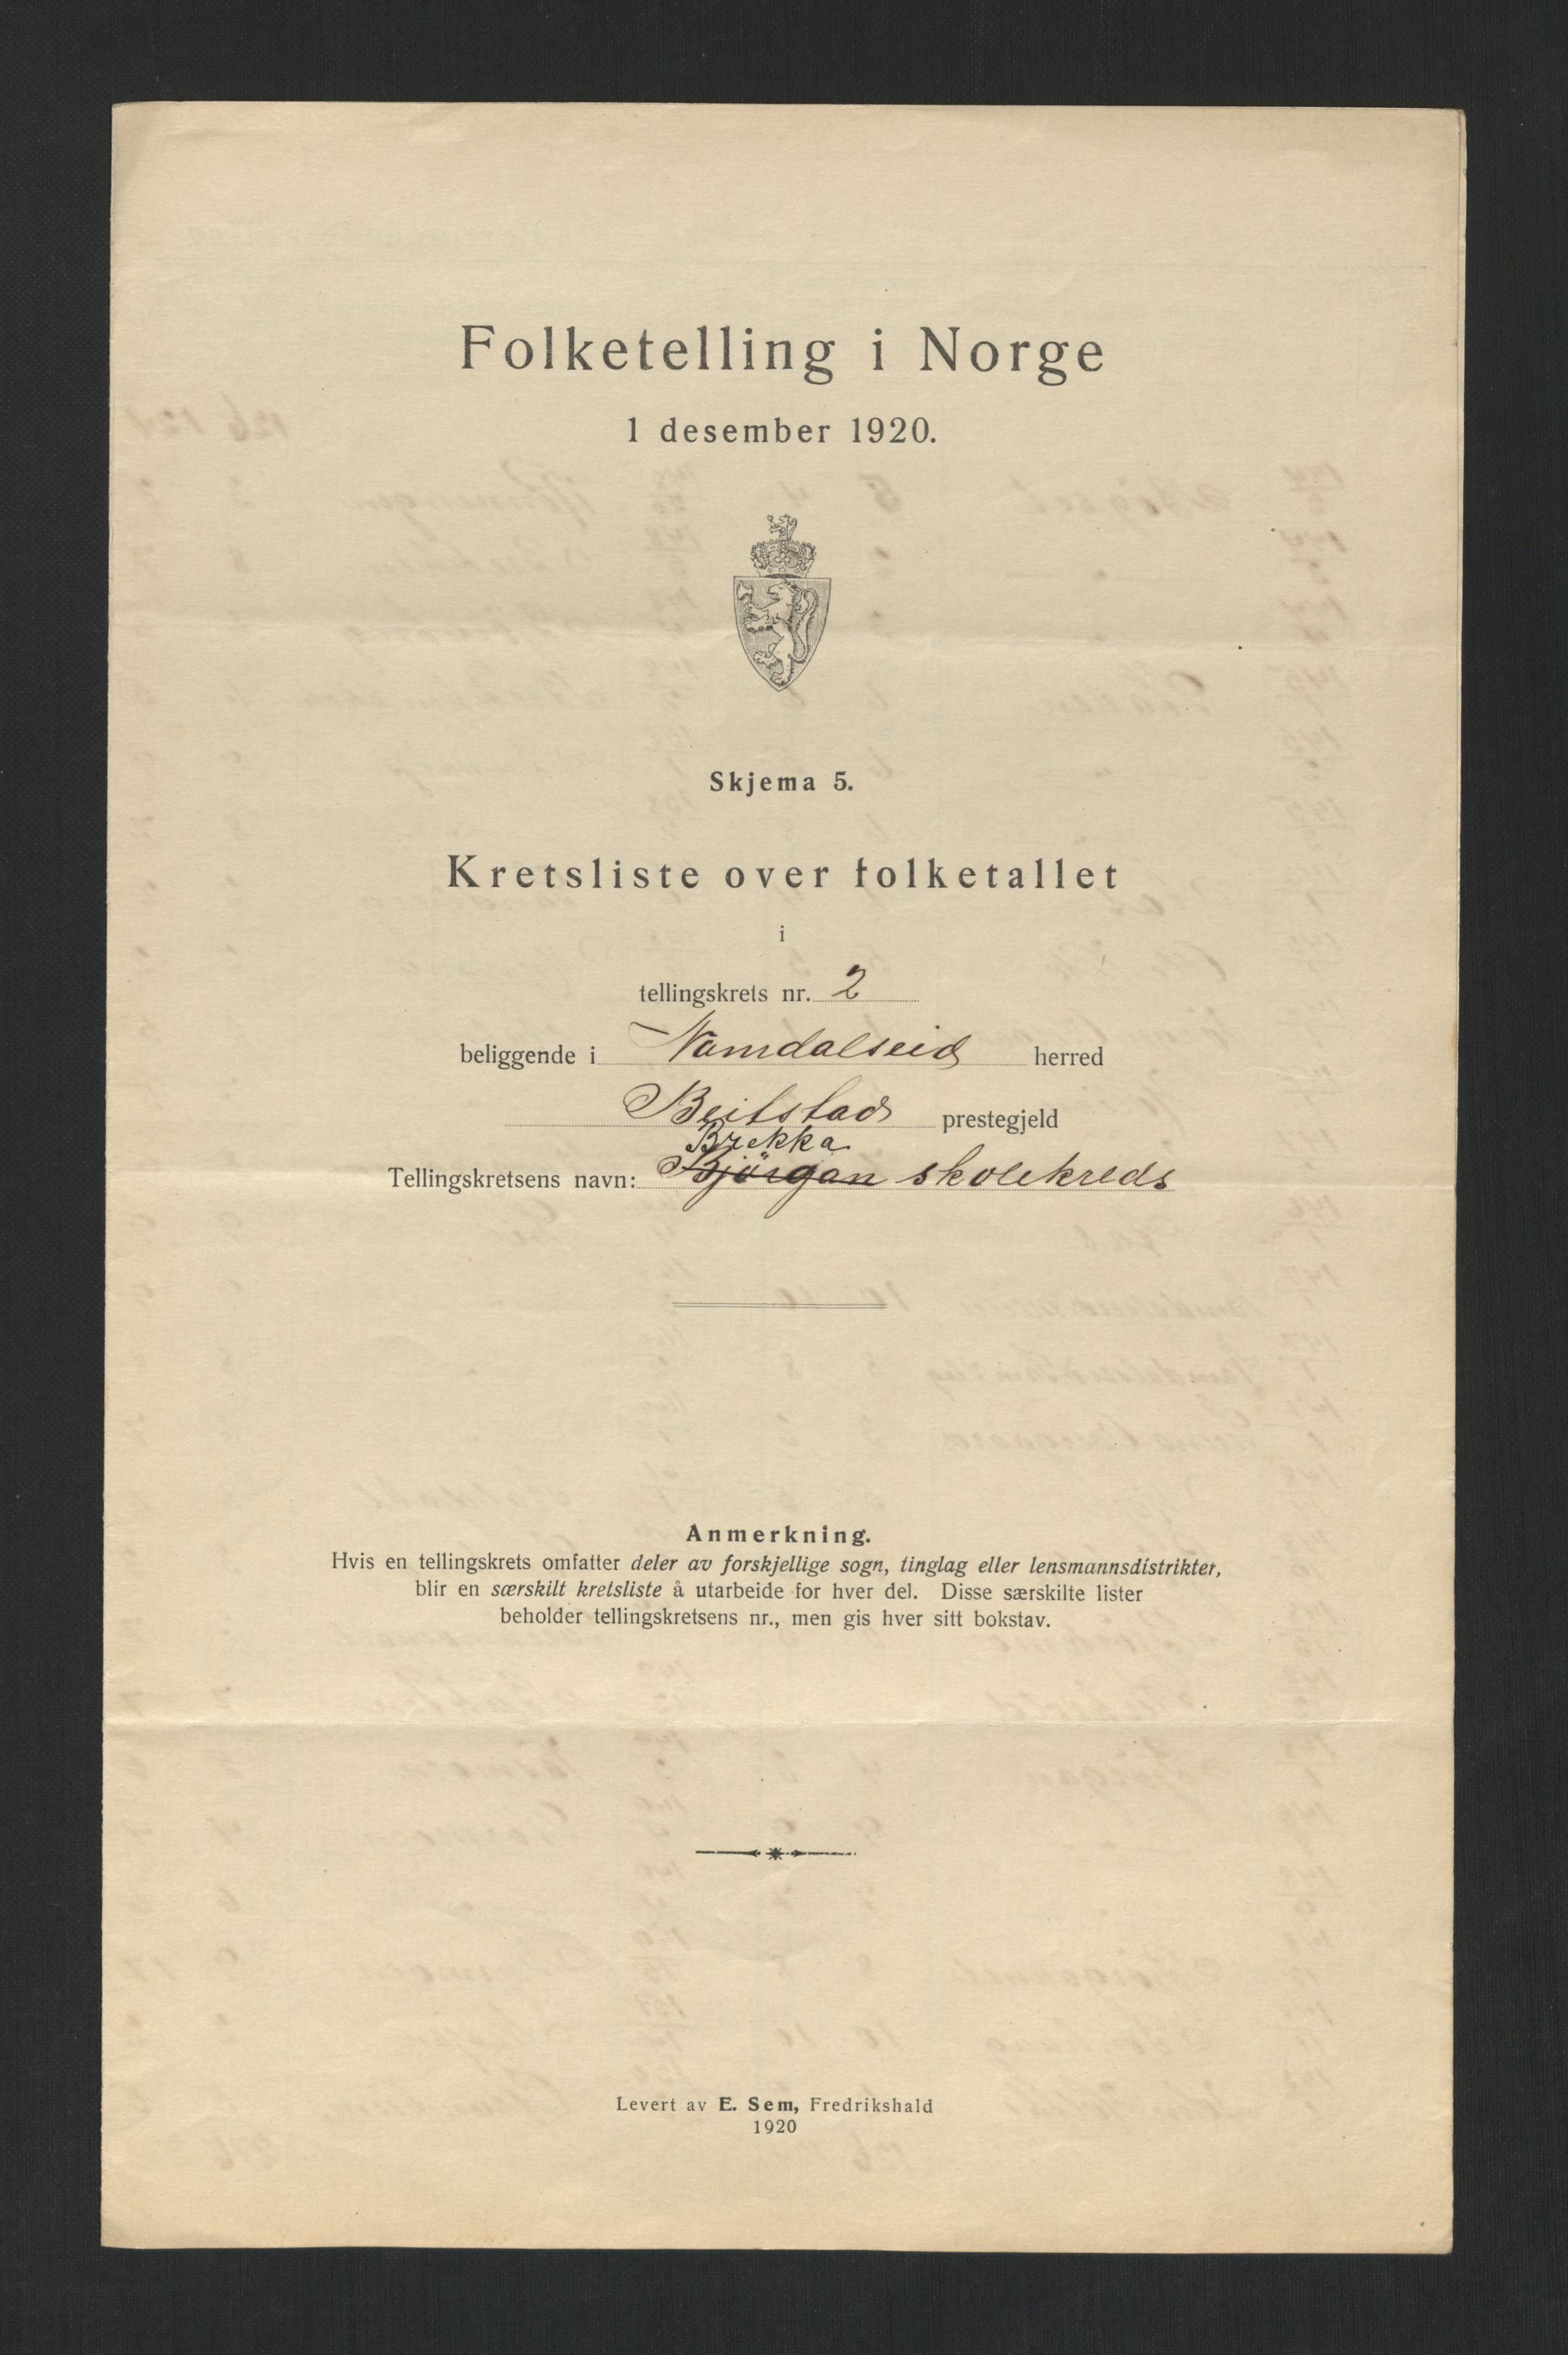 Folketelling i Norge
1 desember 1920.
Skjema 5.
Kretsliste over folketallet
i
tellingskrets nr. 2
beliggende i Namdalseid herred
Beitstad prestegjeld
Brekka
Tellingskretsens navn: Bjørgan skolekreds
Anmerkning.
Hvis en tellingskrets omfatter deler av forskjellige sogn, tinglag eller lensmannsdistrikter,
blir en særskilt kretsliste å utarbeide for hver del. Disse særskilte lister
beholder tellingskretsens nr., men gis hver sitt bokstav.
Levert av E. Sem, Fredrikshald
1920